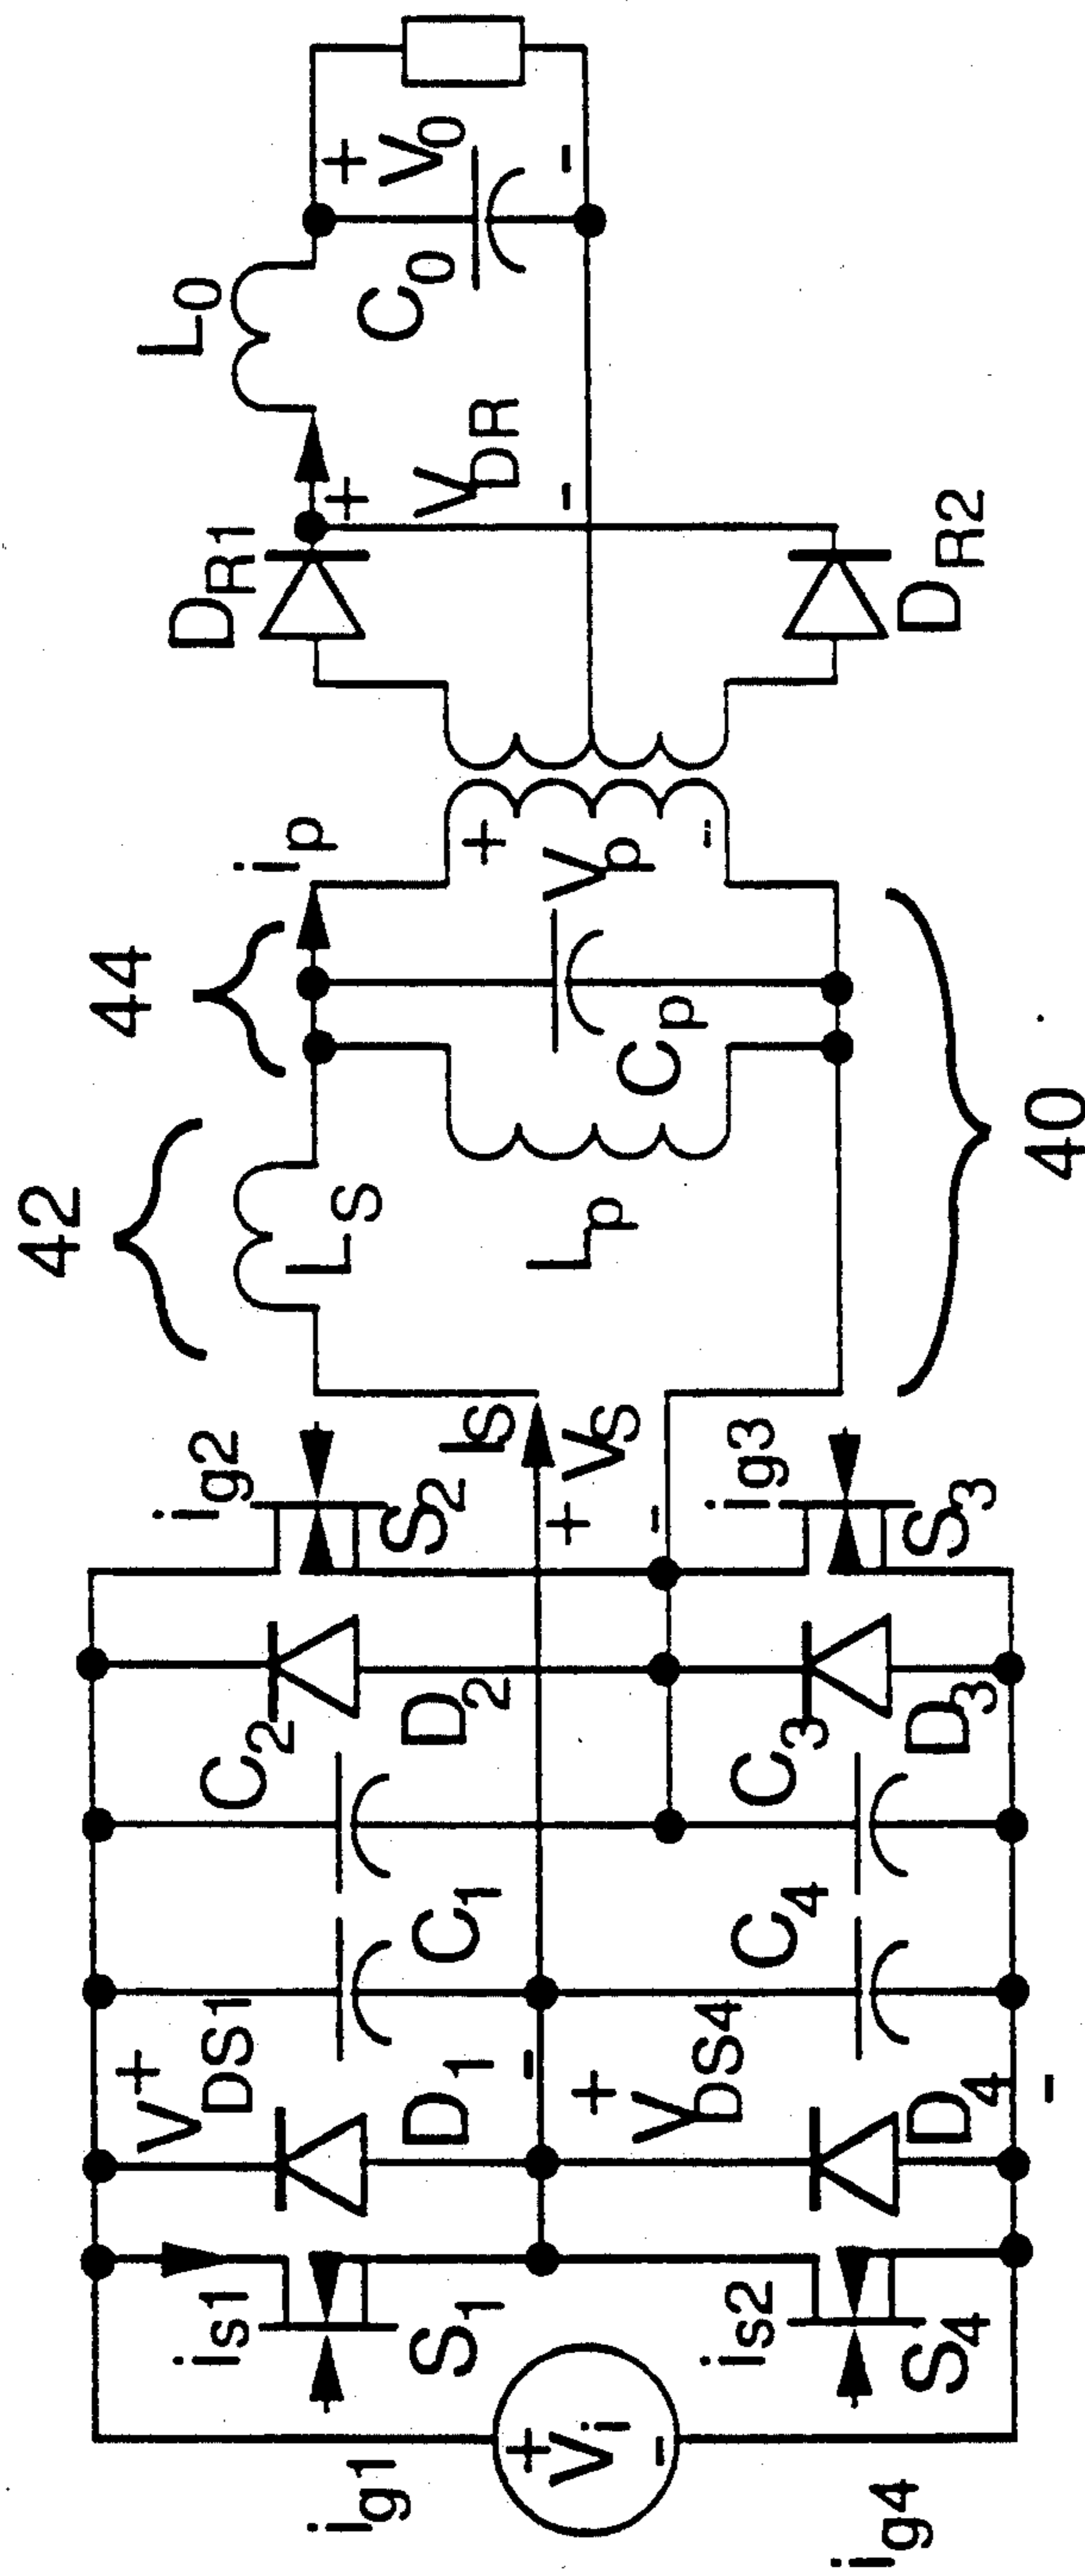 42
44
i_p
L_S
L_p
C_p
+
V_p
-
40
D_R1
D_R2
+
V_DR
-
L_0
C_0
+
V_0
-
i_g1
i_s1
S_1
V_DS1
+
-
D_1
C_1
C_2
D_2
i_g2
S_2
I_S
+
V_S
-
+
V_i
-
i_g4
i_s2
S_4
+
V_DS4
-
D_4
C_4
C_3
D_3
i_g3
S_3